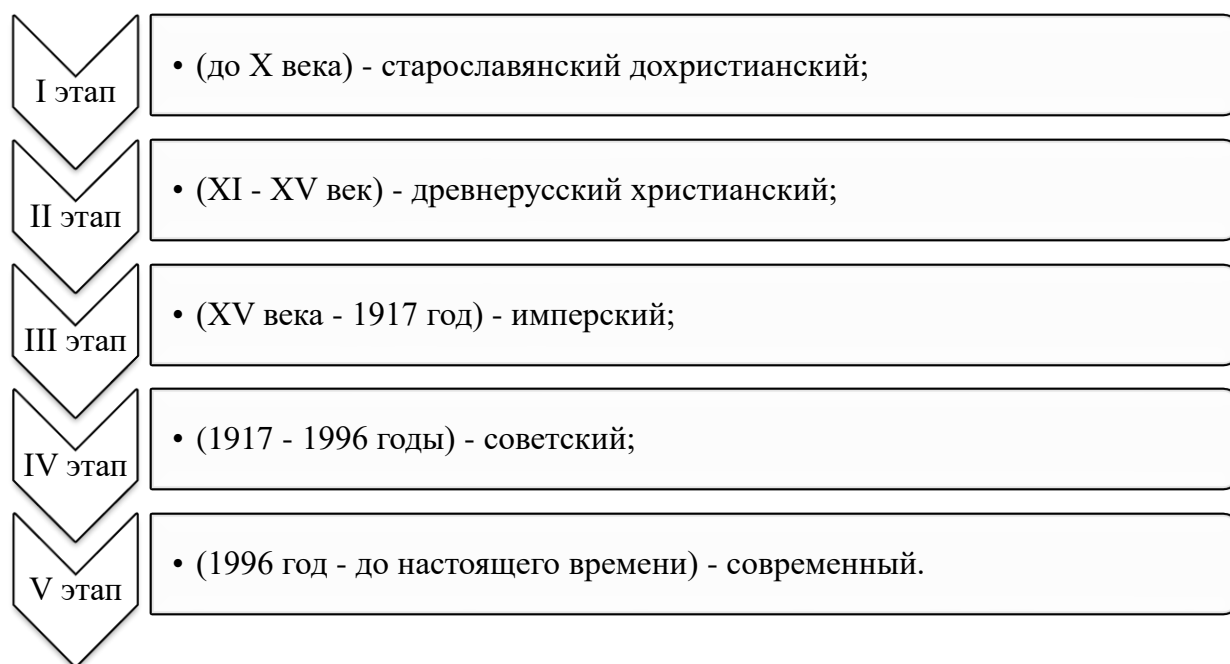 I этап
• (до X века) - старославянский дохристианский;
II этап
• (XI - XV век) - древнерусский христианский;
III этап
• (XV века - 1917 год) - имперский;
IV этап
• (1917 - 1996 годы) - советский;
V этап
• (1996 год - до настоящего времени) - современный.